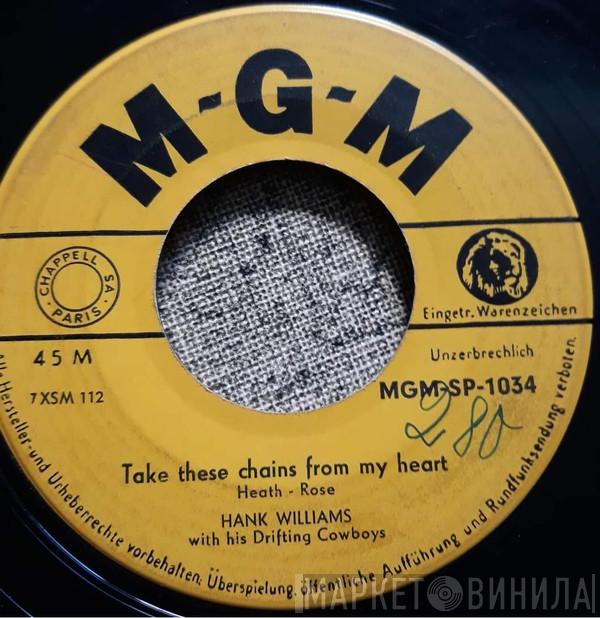 M-G-M
CHAPPELL SA.
PARIS
Eingetr. Warenzeichen
45 M
Unzerbrechlich
7XSM 112
MGM-SP-1034
280
Take these chains from my heart
Heath - Rose
HANK WILLIAMS
with his Drifting Cowboys
Alle Hersteller-und Urheberrechte vorbehalten; Überspielung, öffentliche Aufführung und Rundfunksendung verboten.
МАРКЕТ ВИНИЛА